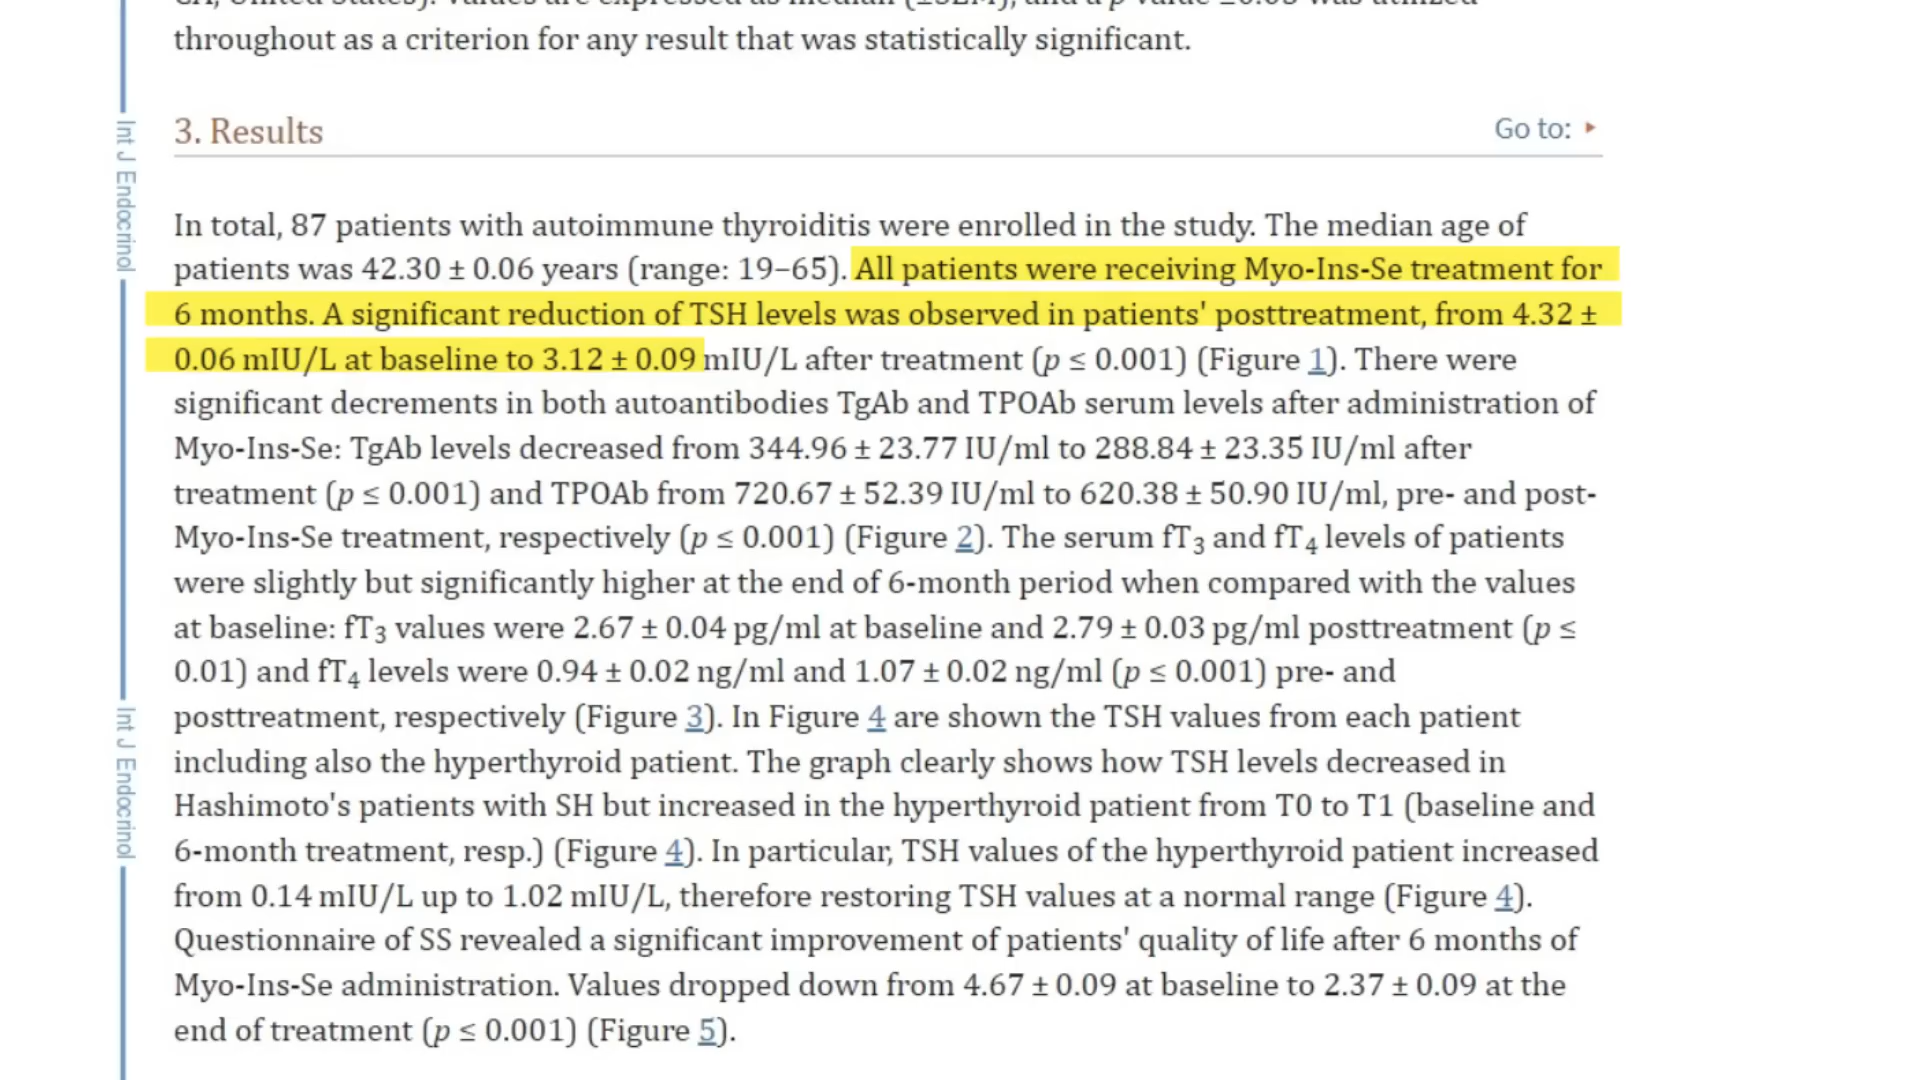 throughout as a criterion for any result that was statistically significant.
Int J Endocrinol
3. Results
Go to:
In total, 87 patients with autoimmune thyroiditis were enrolled in the study. The median age of
patients was 42.30 ± 0.06 years (range: 19–65). All patients were receiving Myo-Ins-Se treatment for
6 months. A significant reduction of TSH levels was observed in patients' posttreatment, from 4.32 ±
0.06 mIU/L at baseline to 3.12 ± 0.09 mIU/L after treatment (p ≤ 0.001) (Figure 1). There were
significant decrements in both autoantibodies TgAb and TPOAb serum levels after administration of
Myo-Ins-Se: TgAb levels decreased from 344.96 ± 23.77 IU/ml to 288.84 ± 23.35 IU/ml after
treatment (p ≤ 0.001) and TPOAb from 720.67 ± 52.39 IU/ml to 620.38 ± 50.90 IU/ml, pre- and post-
Myo-Ins-Se treatment, respectively (p ≤ 0.001) (Figure 2). The serum fT3 and fT4 levels of patients
were slightly but significantly higher at the end of 6-month period when compared with the values
at baseline: fT3 values were 2.67 ± 0.04 pg/ml at baseline and 2.79 ± 0.03 pg/ml posttreatment (p ≤
0.01) and fT4 levels were 0.94 ± 0.02 ng/ml and 1.07 ± 0.02 ng/ml (p ≤ 0.001) pre- and
posttreatment, respectively (Figure 3). In Figure 4 are shown the TSH values from each patient
including also the hyperthyroid patient. The graph clearly shows how TSH levels decreased in
Hashimoto's patients with SH but increased in the hyperthyroid patient from T0 to T1 (baseline and
6-month treatment, resp.) (Figure 4). In particular, TSH values of the hyperthyroid patient increased
from 0.14 mIU/L up to 1.02 mIU/L, therefore restoring TSH values at a normal range (Figure 4).
Questionnaire of SS revealed a significant improvement of patients' quality of life after 6 months of
Myo-Ins-Se administration. Values dropped down from 4.67 ± 0.09 at baseline to 2.37 ± 0.09 at the
end of treatment (p ≤ 0.001) (Figure 5).
Int J Endocrinol